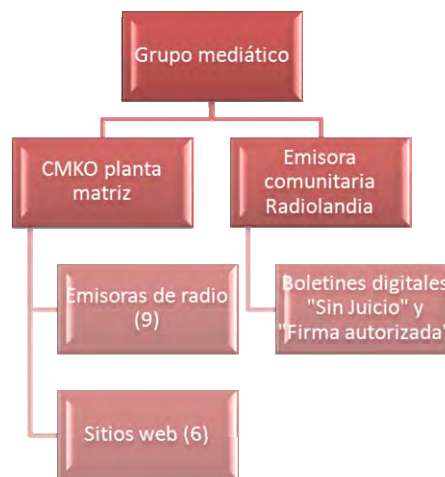 Grupo mediático
CMKO planta
matriz
Emisora
comunitaria
Radiolandia
Emisoras de radio
(9)
Boletines digitales
"Sin Juicio" y
"Firma autorizada"
Sitios web (6)